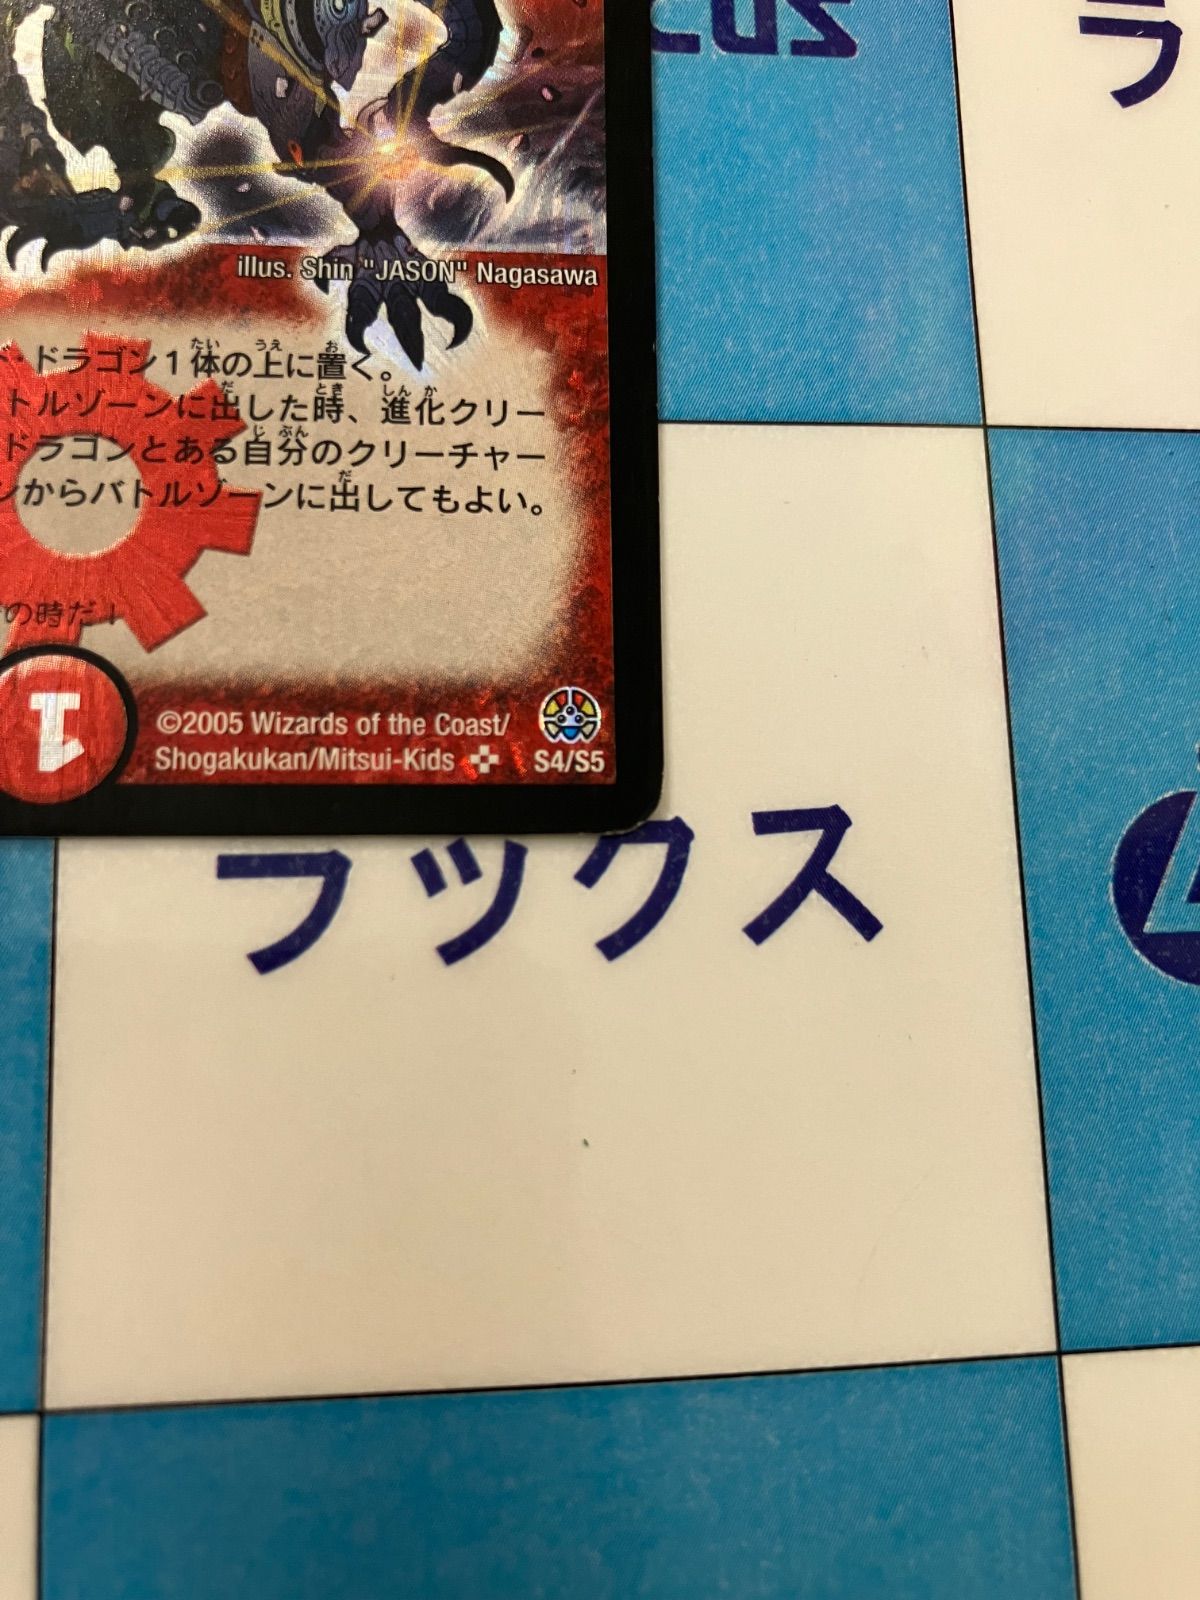 ラ
illus. Shin "JASON" Nagasawa
・ドラゴン1体の上に置く。
トルゾーンに出した時、進化クリー
ドラゴンとある自分のクリーチャー
ンからバトルゾーンに出してもよい。
の時だ！
1
©2005 Wizards of the Coast/
Shogakukan/Mitsui-Kids
S4/S5
フックス